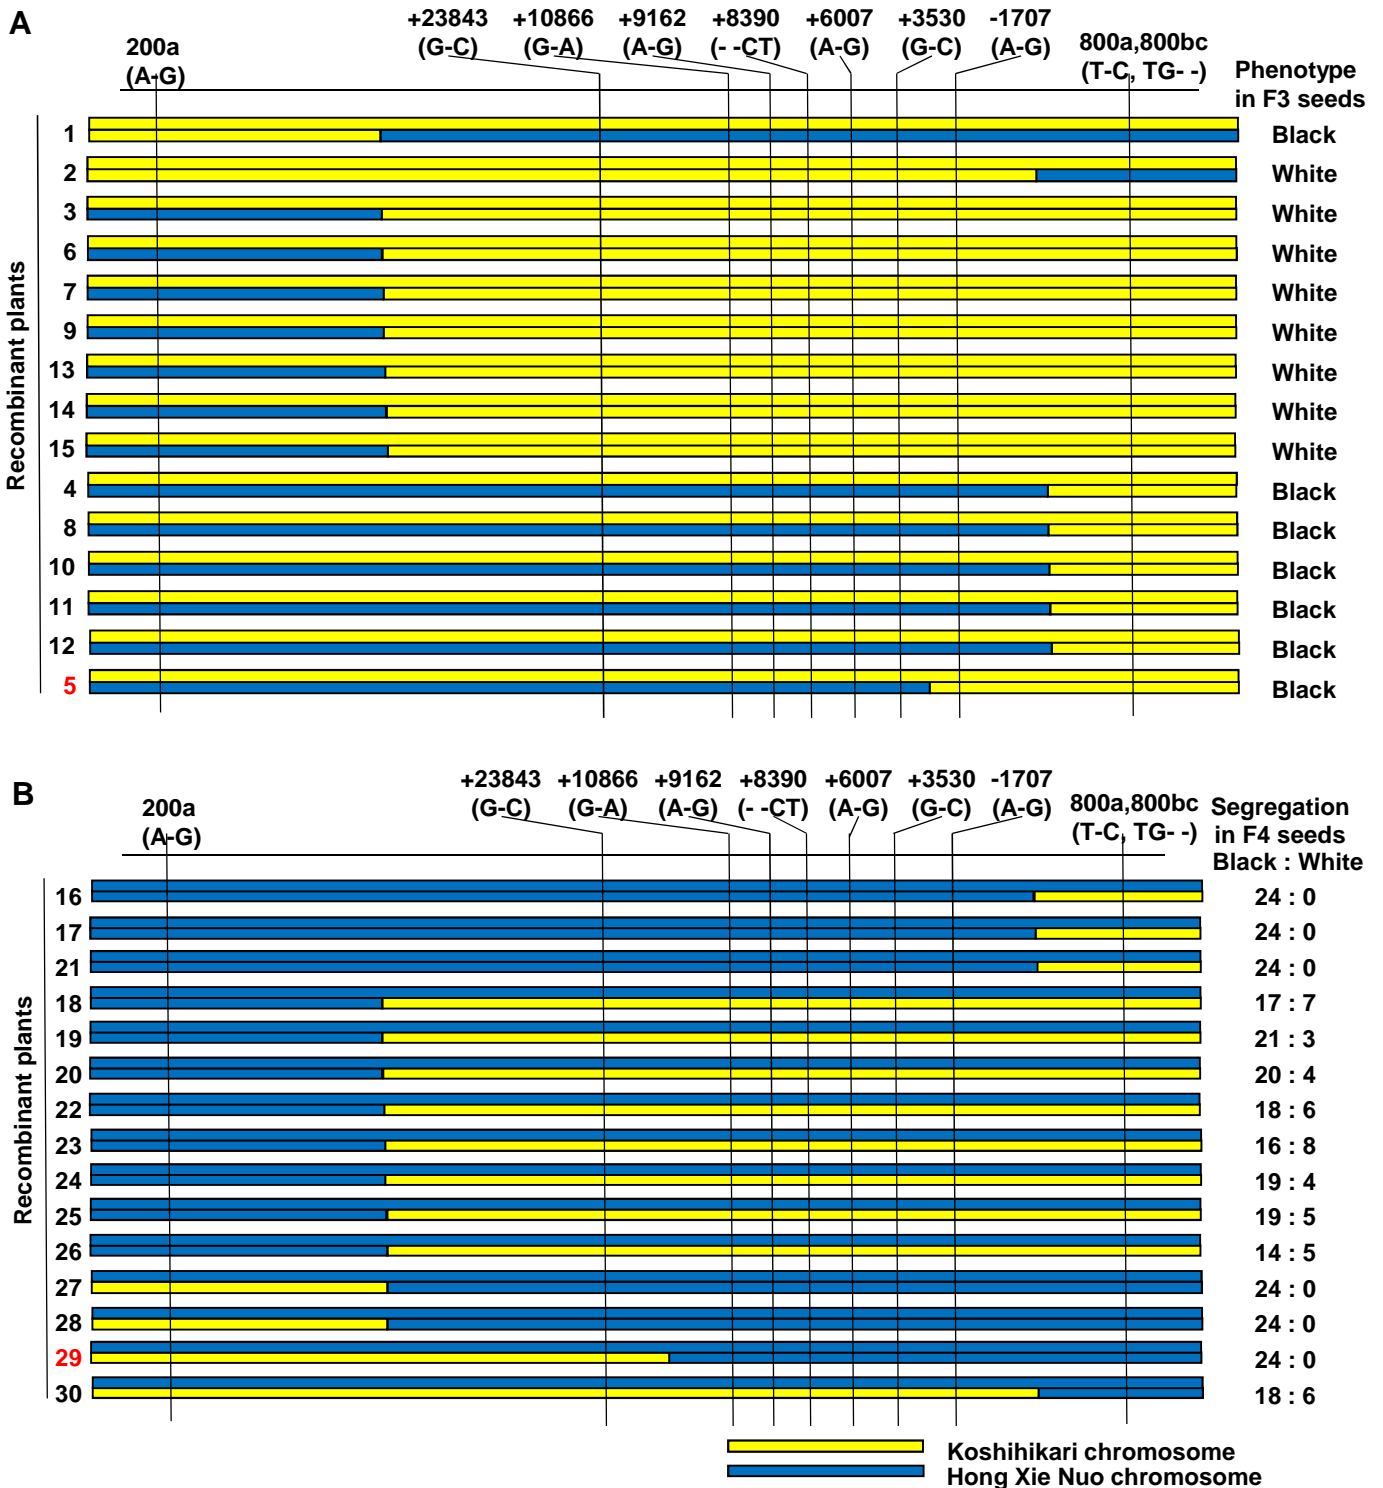 A
+23843 +10866 +9162 +8390 +6007 +3530 -1707
(G-C) (G-A) (A-G) (- -CT) (A-G) (G-C) (A-G)
200a
(A-G)
800a,800bc
(T-C, TG- -)
Phenotype
in F3 seeds
Recombinant plants
1 Black
2 White
3 White
6 White
7 White
9 White
13 White
14 White
15 White
4 Black
8 Black
10 Black
11 Black
12 Black
5 Black
B
+23843 +10866 +9162 +8390 +6007 +3530 -1707
(G-C) (G-A) (A-G) (- -CT) (A-G) (G-C) (A-G)
200a
(A-G)
800a,800bc
(T-C, TG- -)
Segregation
in F4 seeds
Black : White
Recombinant plants
16 24 : 0
17 24 : 0
21 24 : 0
18 17 : 7
19 21 : 3
20 20 : 4
22 18 : 6
23 16 : 8
24 19 : 4
25 19 : 5
26 14 : 5
27 24 : 0
28 24 : 0
29 24 : 0
30 18 : 6
Koshihikari chromosome
Hong Xie Nuo chromosome